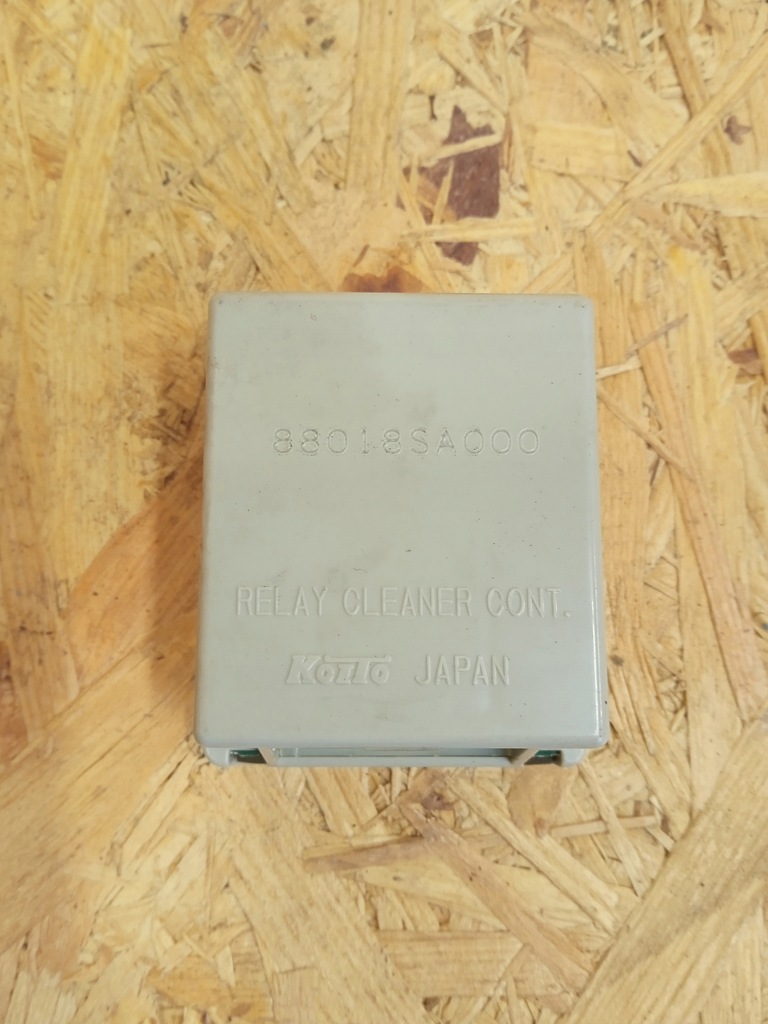 88018SA000
RELAY CLEANER CONT.
KOITO JAPAN